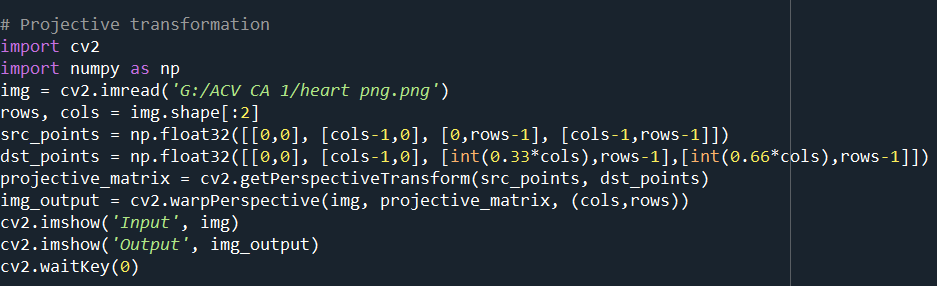 # Projective transformation
import cv2
import numpy as np
img = cv2.imread('G:/ACV CA 1/heart png.png')
rows, cols = img.shape[:2]
src_points = np.float32([[0,0], [cols-1,0], [0,rows-1], [cols-1,rows-1]])
dst_points = np.float32([[0,0], [cols-1,0], [int(0.33*cols),rows-1],[int(0.66*cols),rows-1]])
projective_matrix = cv2.getPerspectiveTransform(src_points, dst_points)
img_output = cv2.warpPerspective(img, projective_matrix, (cols,rows))
cv2.imshow('Input', img)
cv2.imshow('Output', img_output)
cv2.waitKey(0)